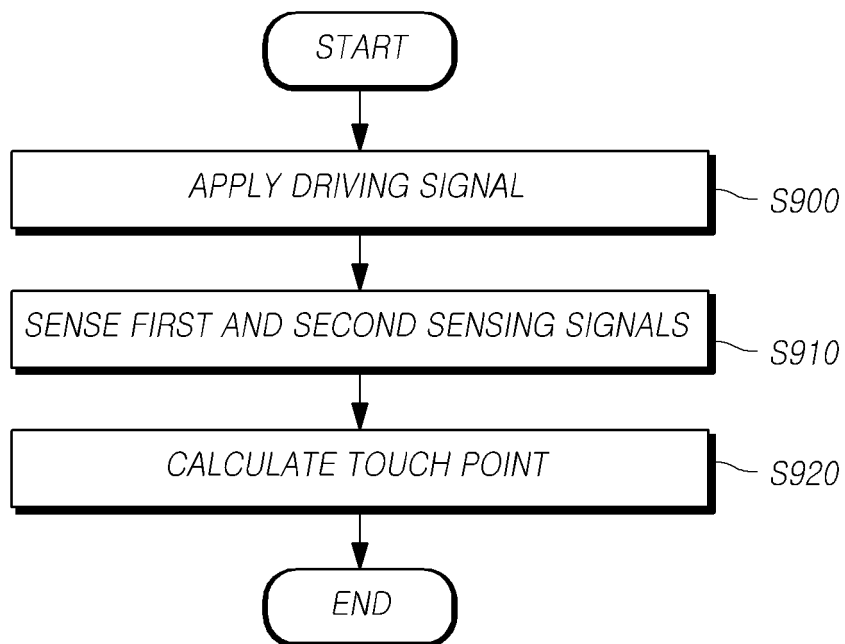 START
APPLY DRIVING SIGNAL
S900
SENSE FIRST AND SECOND SENSING SIGNALS
S910
CALCULATE TOUCH POINT
S920
END